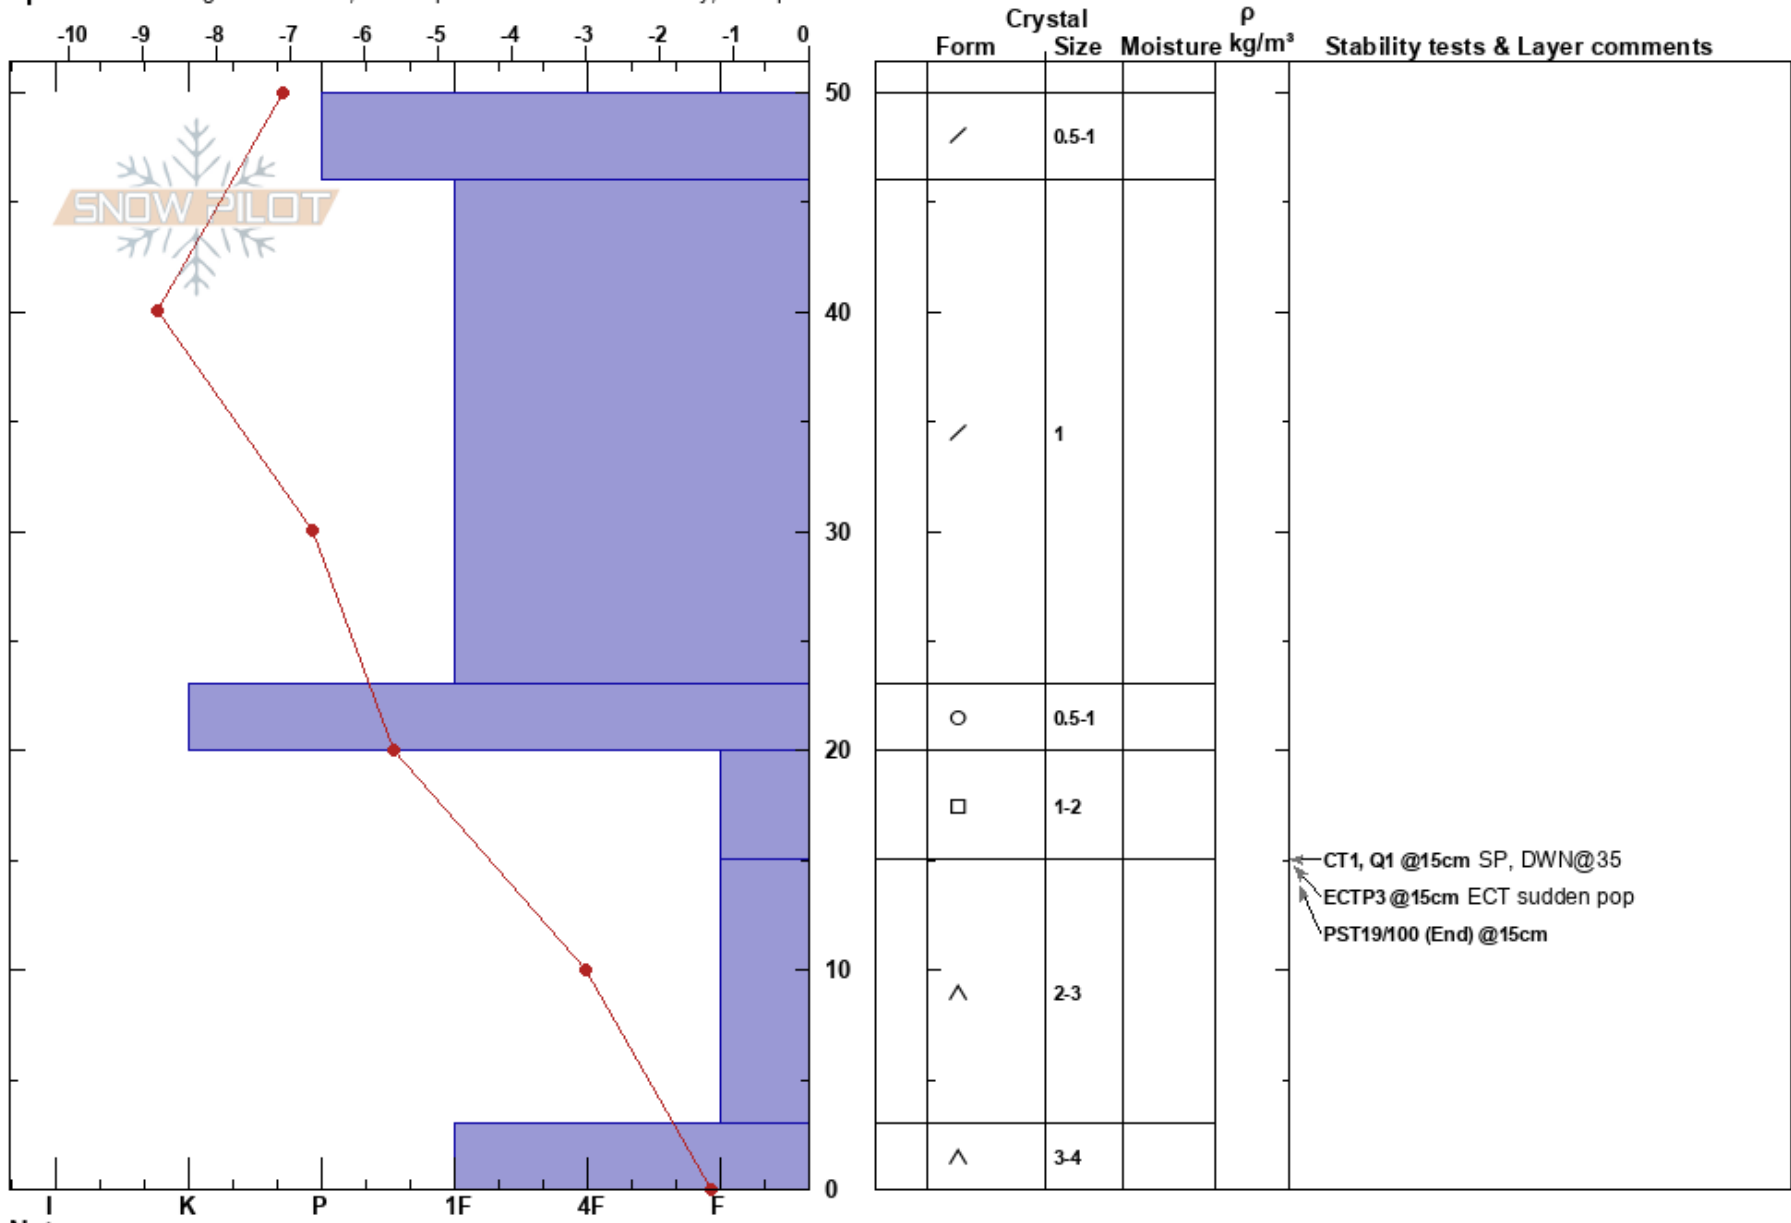 Crystal
ρ
-10 -9 -8 -7 -6 -5 -4 -3 -2 -1 0
Form Size Moisture kg/m³ Stability tests & Layer comments
50
0.5-1
SNOW PILOT
40
1
30
0.5-1
20
1-2
CT1, Q1 @15cm SP, DWN@35
ECTP3 @15cm ECT sudden pop
PST19/100 (End) @15cm
10
2-3
3-4
0
I K P 1F 4F F